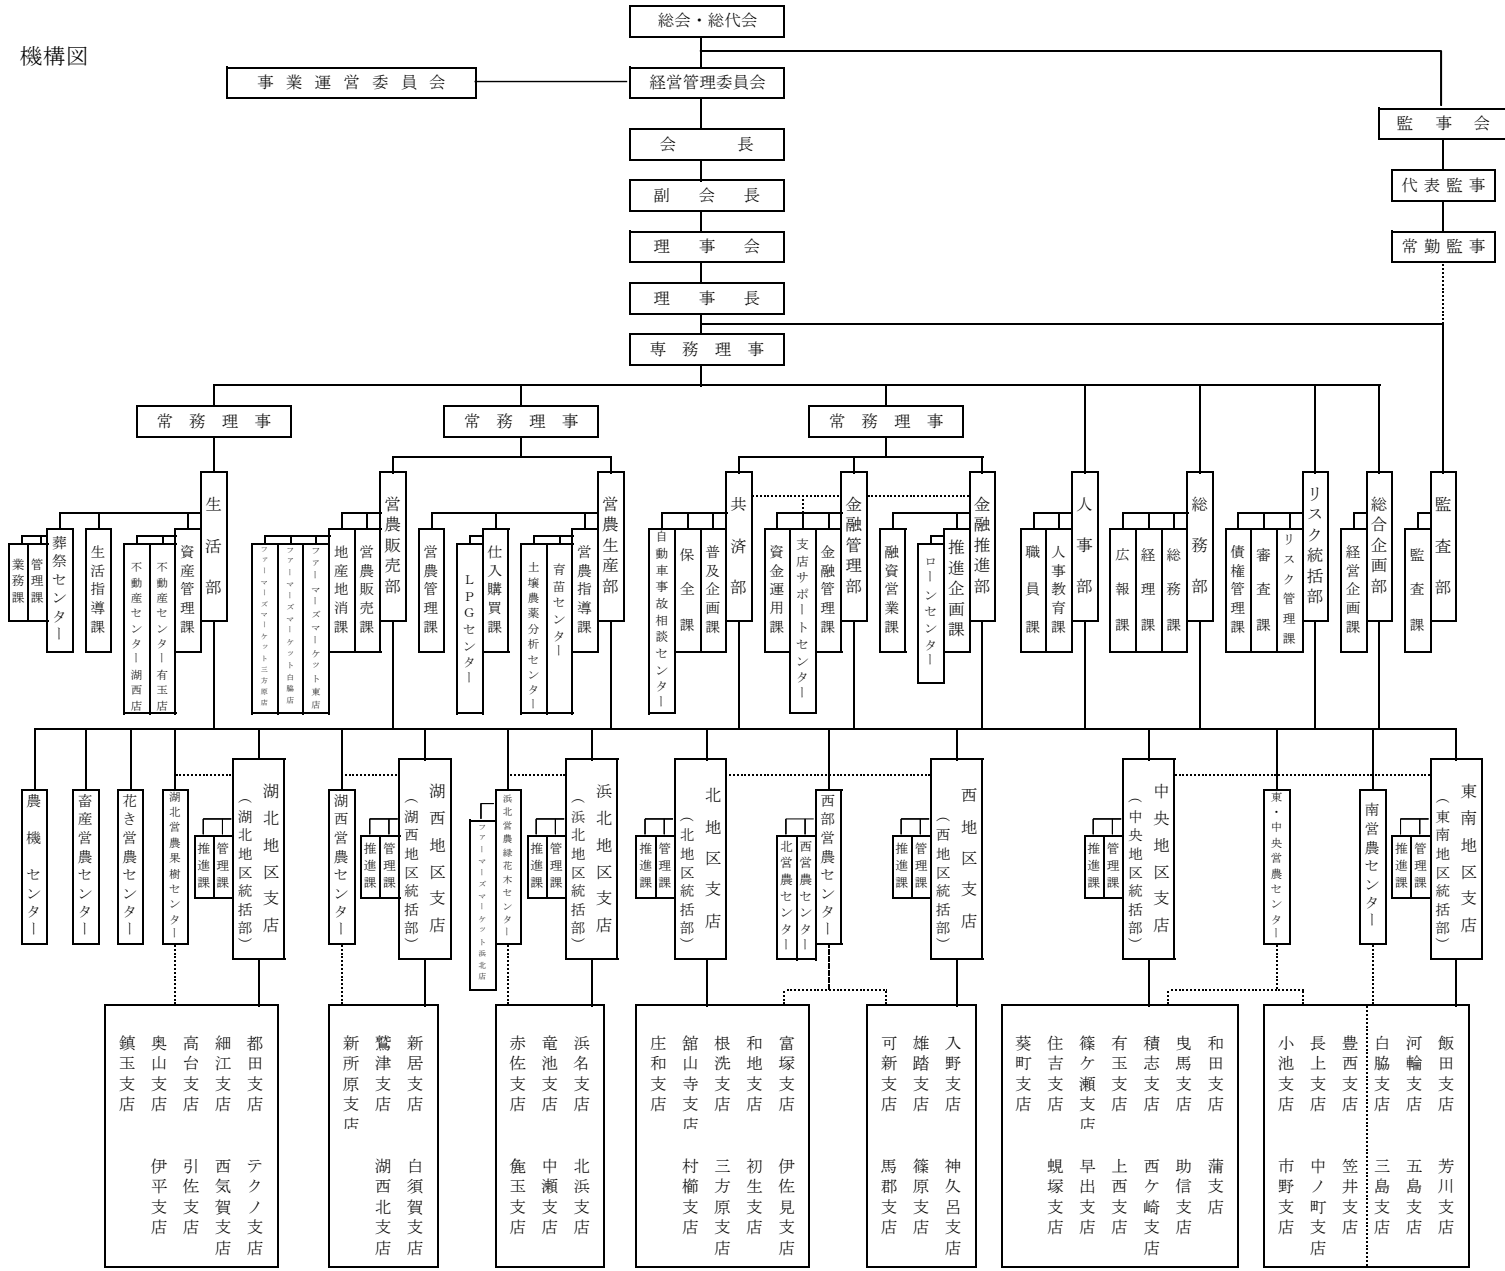 機構図
総会・総代会
事業運営委員会
経営管理委員会
会長
副会長
理事会
理事長
専務理事
監事会
代表監事
常勤監事
常務理事
常務理事
常務理事
監査部
監査課
総合企画部
経営企画課
リスク統括部
リスク管理課
審査課
債権管理課
総務部
総務課
経理課
広報課
人事部
人事教育課
職員課
金融推進部
推進企画課
ローンセンター
融資営業課
金融管理部
金融管理課
支店サポートセンター
資金運用課
共済部
普及企画課
保全課
自動車事故相談センター
営農生産部
営農指導課
育苗センター
土壌農薬分析センター
仕入購買課
LPGセンター
営農管理課
営農販売部
営農販売課
地産地消課
ファーマーズマーケット東店
ファーマーズマーケット白脇店
ファーマーズマーケット三方原店
生活部
資産管理課
不動産センター有玉店
不動産センター湖西店
生活指導課
葬祭センター
管理課
業務課
東南地区支店
(東南地区統括部)
管理課
推進課
南営農センター
東・中央営農センター
中央地区支店
(中央地区統括部)
管理課
推進課
西地区支店
(西地区統括部)
管理課
推進課
西部営農センター
西営農センター
北営農センター
北地区支店
(北地区統括部)
管理課
推進課
浜北地区支店
(浜北地区統括部)
管理課
推進課
浜北営農緑花木センター
ファーマーズマーケット浜北店
湖西地区支店
(湖西地区統括部)
管理課
推進課
湖西営農センター
湖北地区支店
(湖北地区統括部)
管理課
推進課
湖北営農果樹センター
花き営農センター
畜産営農センター
農機センター
飯田支店
芳川支店
河輪支店
五島支店
白脇支店
三島支店
豊西支店
笠井支店
長上支店
中ノ町支店
小池支店
市野支店
和田支店
蒲支店
曳馬支店
助信支店
積志支店
西ケ崎支店
有玉支店
上西支店
篠ケ瀬支店
早出支店
住吉支店
蜆塚支店
葵町支店
入野支店
神久呂支店
雄踏支店
篠原支店
可新支店
馬郡支店
富塚支店
伊佐見支店
和地支店
初生支店
根洗支店
三方原支店
舘山寺支店
村櫛支店
庄和支店
浜名支店
北浜支店
竜池支店
中瀬支店
赤佐支店
麁玉支店
新居支店
白須賀支店
鷲津支店
湖西北支店
新所原支店
都田支店
テクノ支店
細江支店
西気賀支店
高台支店
引佐支店
奥山支店
伊平支店
鎮玉支店